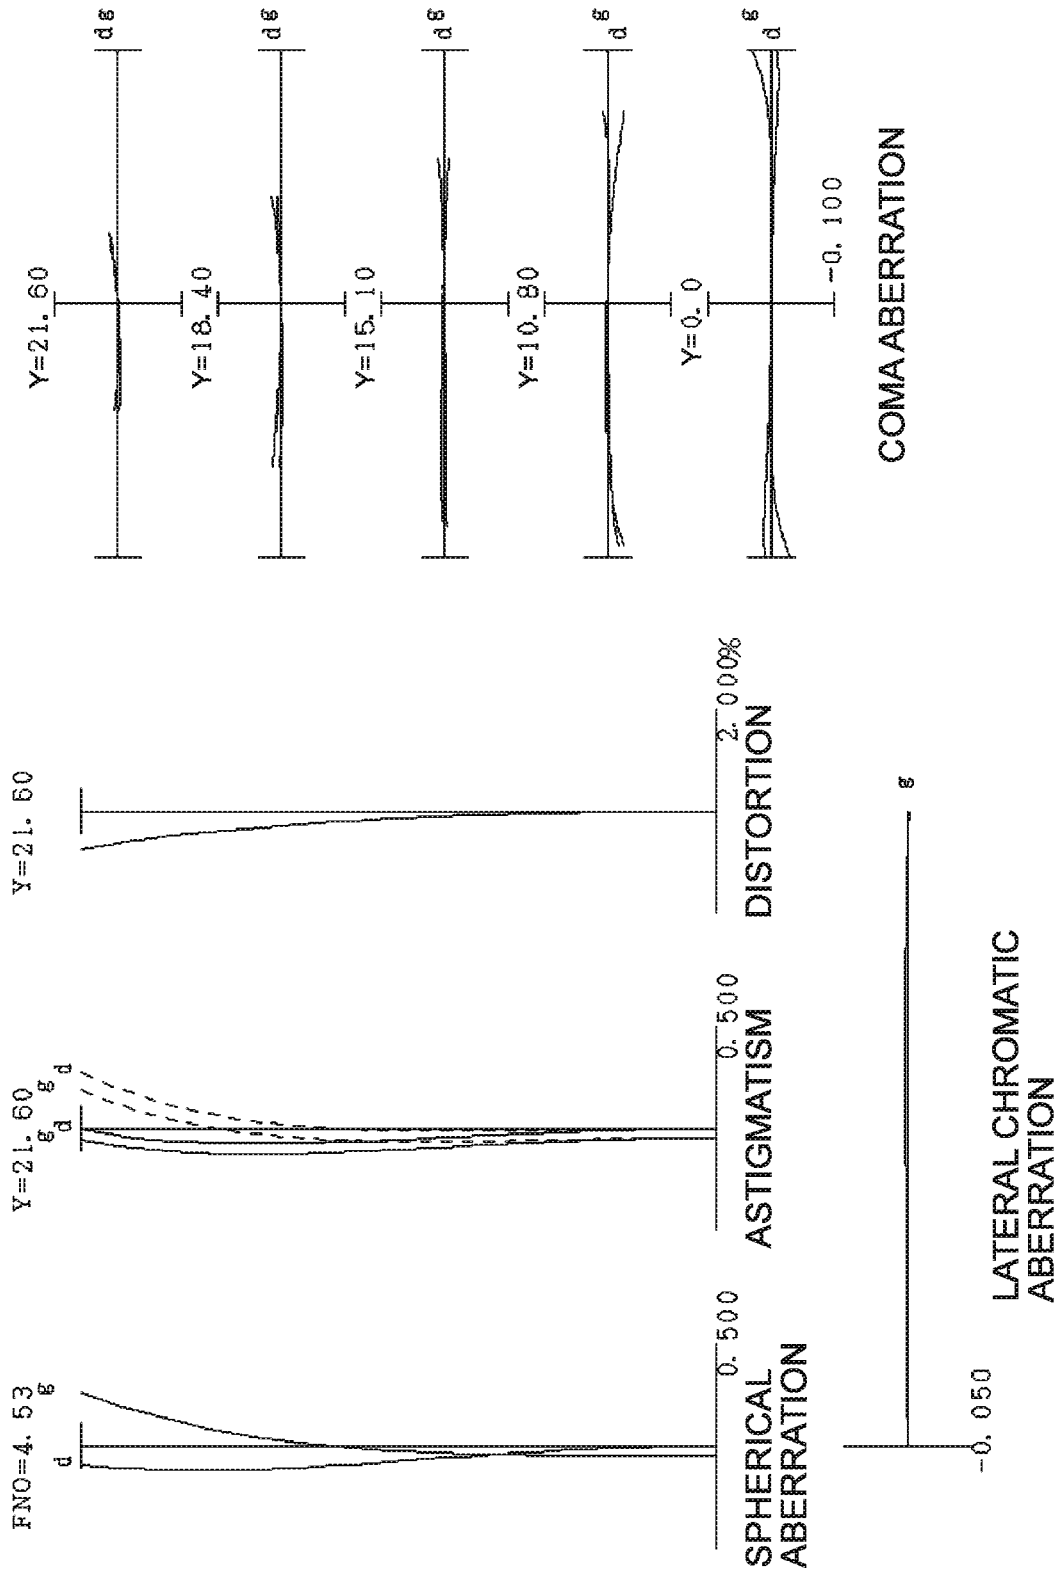 FNO=4.53
d
g
0.500
SPHERICAL
ABERRATION
Y=21.60
g
d
g
d
0.500
ASTIGMATISM
Y=21.60
2.000%
DISTORTION
g
-0.050
LATERAL CHROMATIC
ABERRATION
Y=21.60
d g
Y=18.40
d g
Y=15.10
d g
Y=10.80
d
g
Y=0.0
g
d
-0.100
COMA ABERRATION